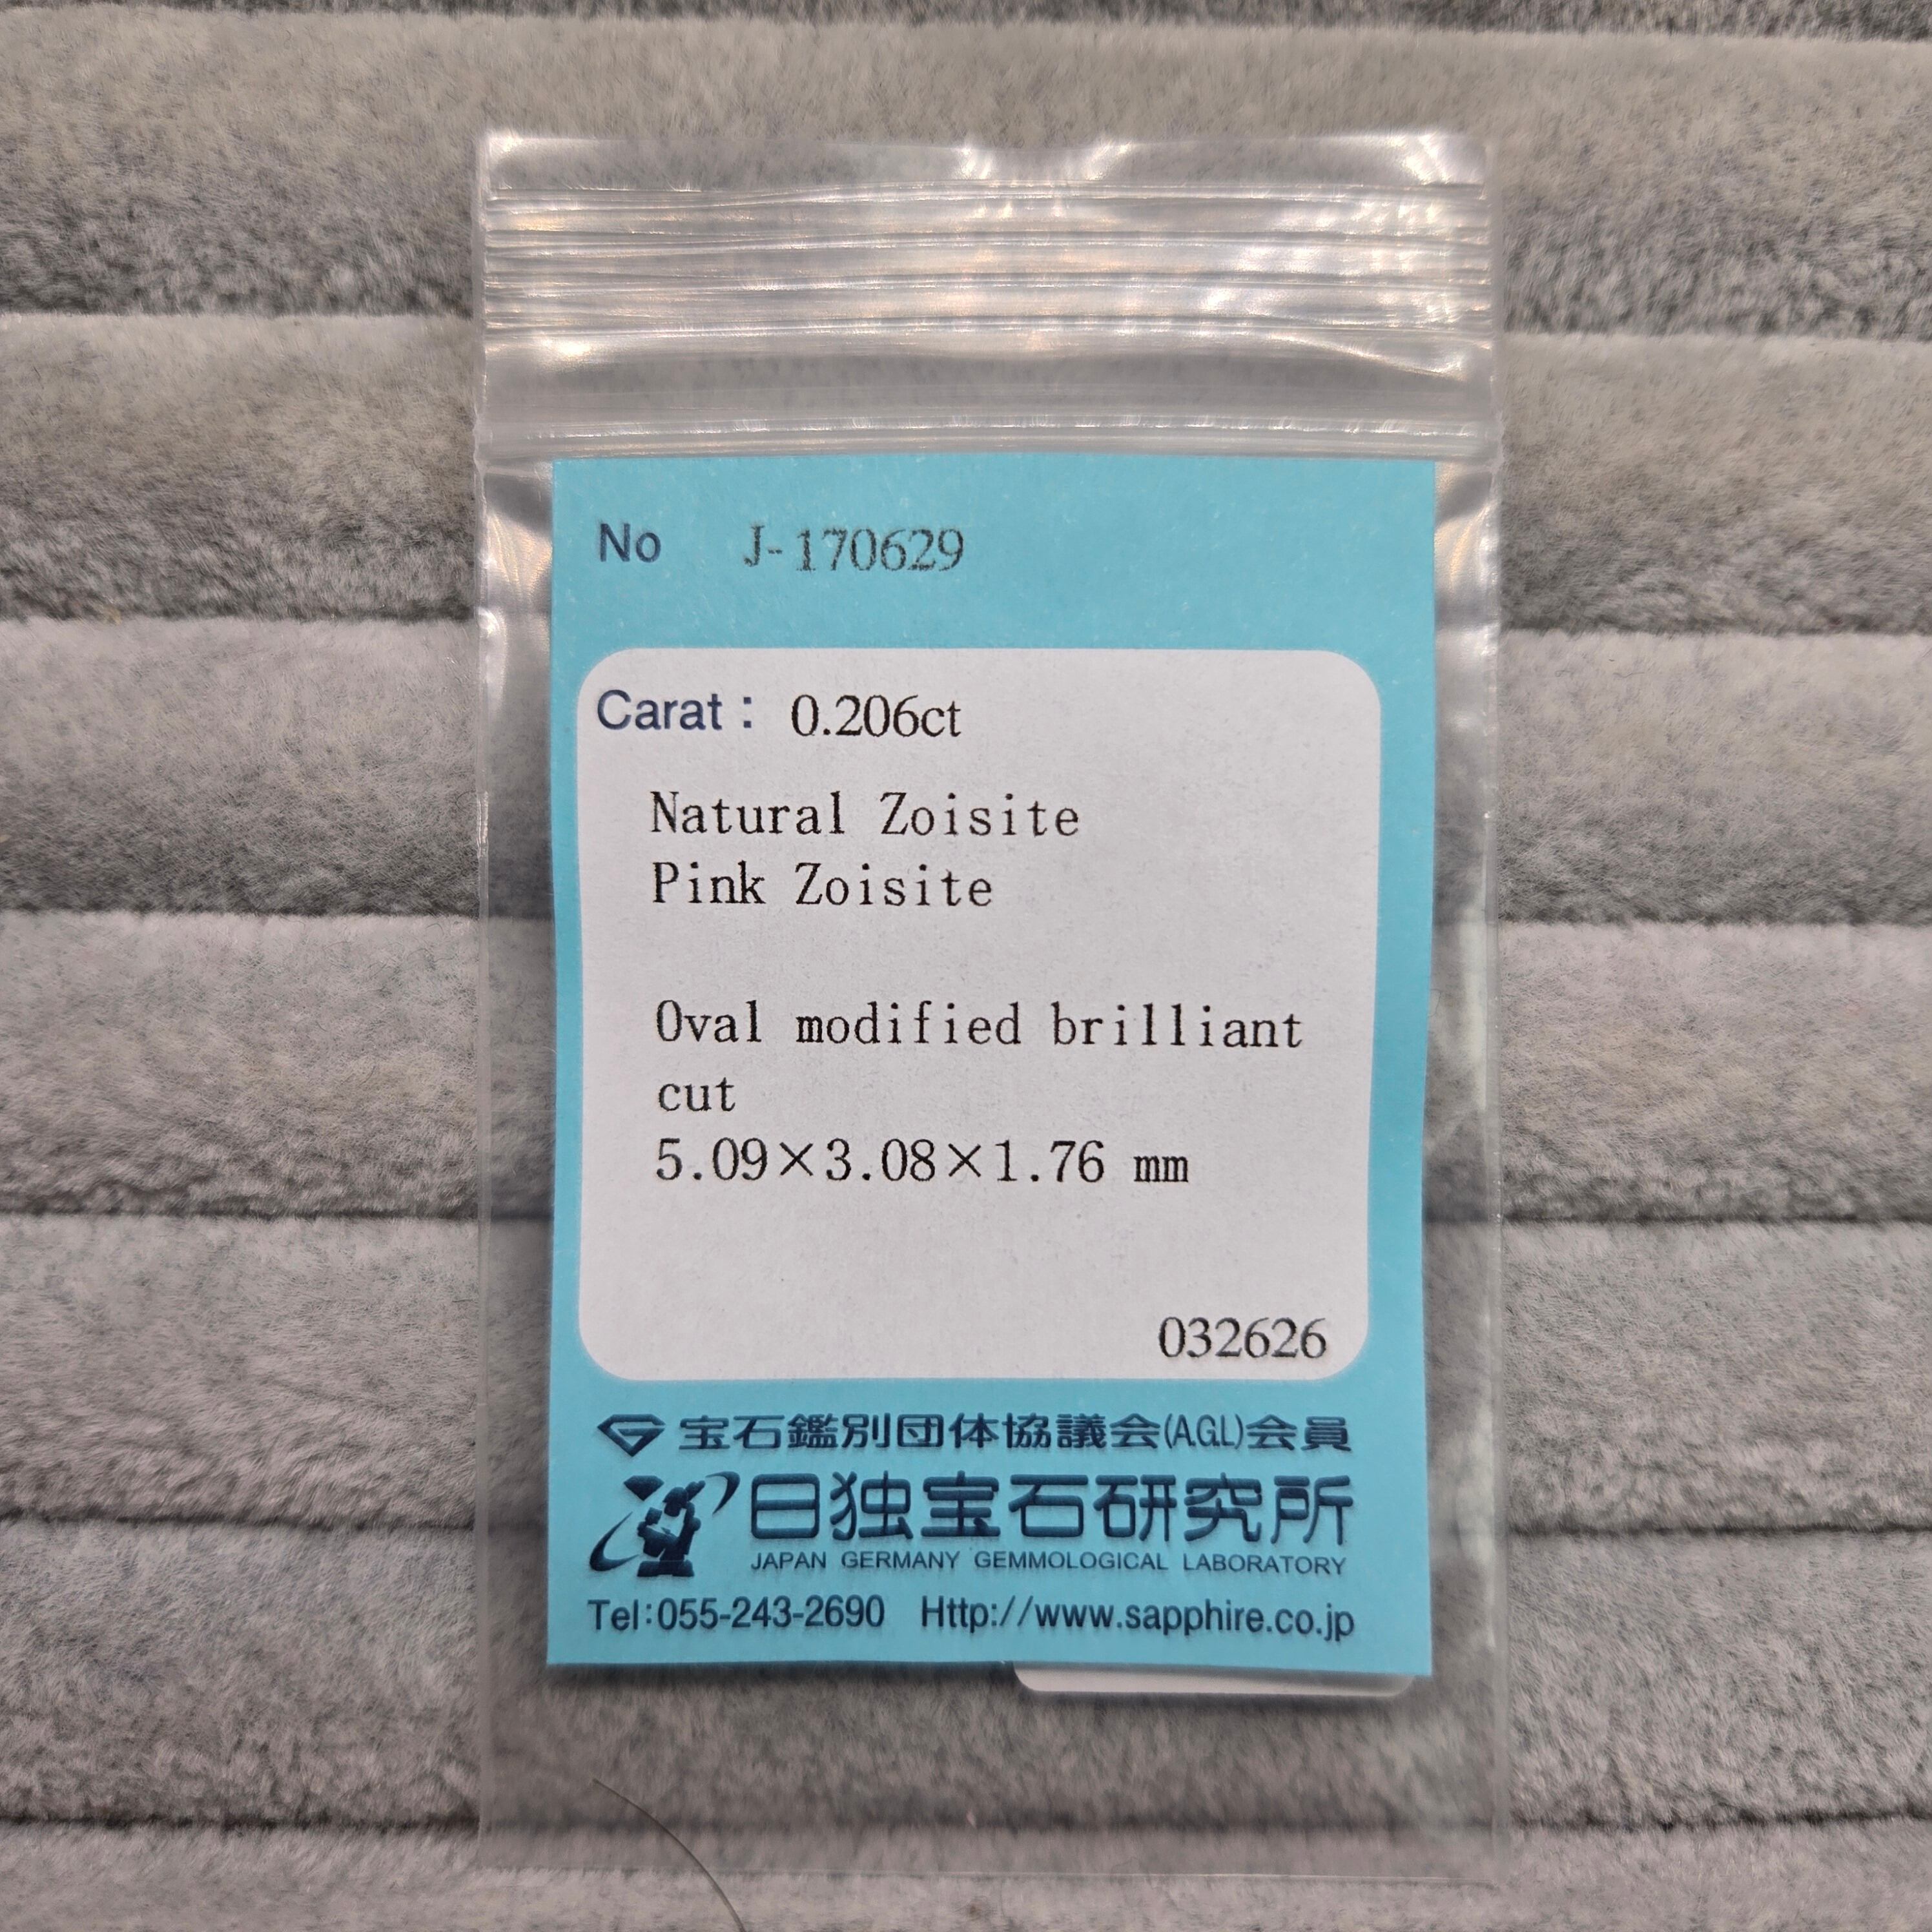 No J-170629
Carat: 0.206ct
Natural Zoisite
Pink Zoisite
Oval modified brilliant
cut
5.09×3.08×1.76 mm
032626
宝石鑑別団体協議会(A.G.L)会員
日独宝石研究所
JAPAN GERMANY GEMMOLOGICAL LABORATORY
Tel:055-243-2690 Http://www.sapphire.co.jp